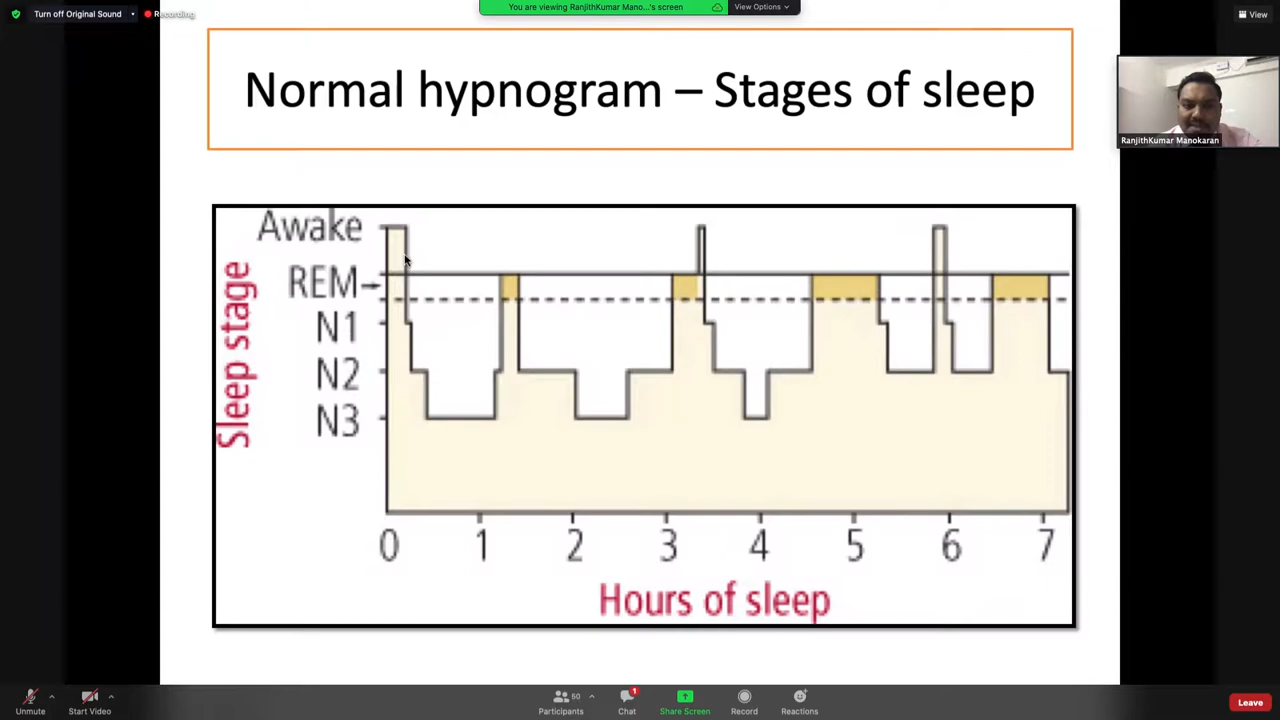 Turn off Original Sound
Recording
You are viewing RanjithKumar Mano...'s screen
View Options
View
Normal hypnogram – Stages of sleep
RanjithKumar Manokaran
Sleep stage
Awake
REM
N1
N2
N3
0 1 2 3 4 5 6 7
Hours of sleep
Unmute
Start Video
Participants
50
Chat
1
Share Screen
Record
Reactions
Leave